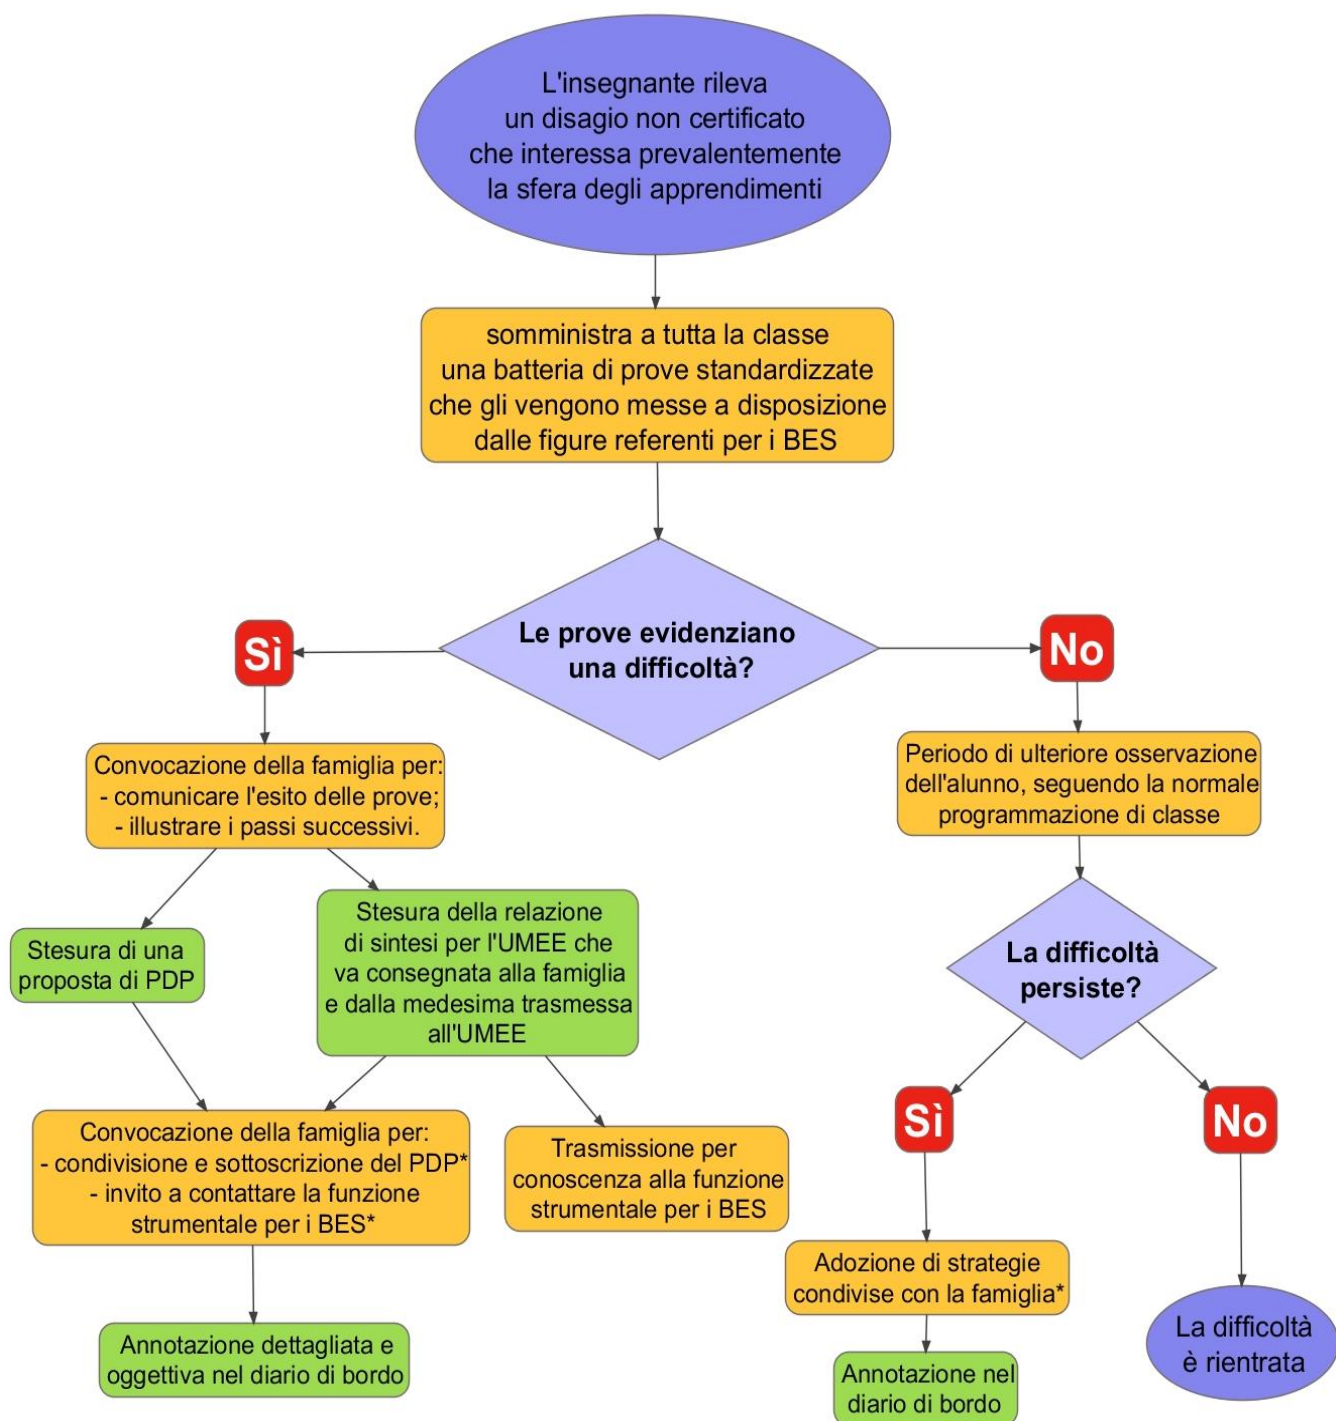 L'insegnante rileva
un disagio non certificato
che interessa prevalentemente
la sfera degli apprendimenti
somministra a tutta la classe
una batteria di prove standardizzate
che gli vengono messe a disposizione
dalle figure referenti per i BES
Le prove evidenziano
una difficoltà?
Sì
No
Convocazione della famiglia per:
- comunicare l'esito delle prove;
- illustrare i passi successivi.
Periodo di ulteriore osservazione
dell'alunno, seguendo la normale
programmazione di classe
Stesura di una
proposta di PDP
Stesura della relazione
di sintesi per l'UMEE che
va consegnata alla famiglia
e dalla medesima trasmessa
all'UMEE
La difficoltà
persiste?
Sì
No
Convocazione della famiglia per:
- condivisione e sottoscrizione del PDP*
- invito a contattare la funzione
strumentale per i BES*
Trasmissione per
conoscenza alla funzione
strumentale per i BES
Adozione di strategie
condivise con la famiglia*
La difficoltà
è rientrata
Annotazione dettagliata e
oggettiva nel diario di bordo
Annotazione nel
diario di bordo